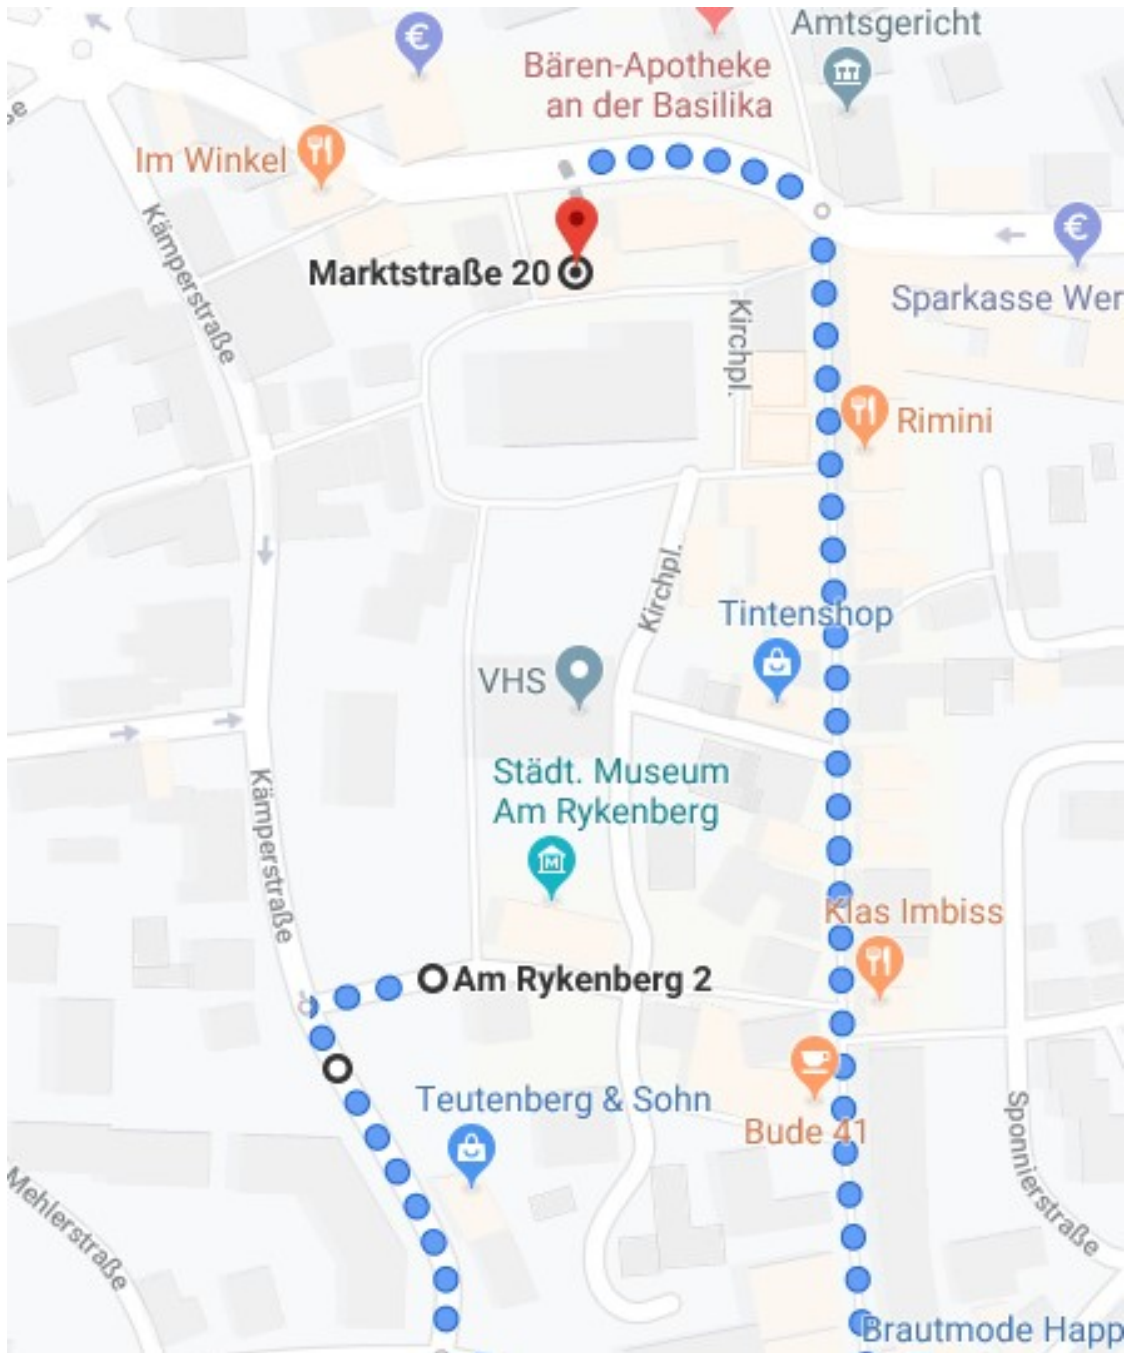 Amtsgericht
Bären-Apotheke
an der Basilika
Im Winkel
Kämperstraße
Marktstraße 20
Sparkasse Wer
Kirchpl.
Rimini
Kirchpl.
Tintenshop
VHS
Städt. Museum
Am Rykenberg
Kämperstraße
Klas Imbiss
Am Rykenberg 2
Teutenberg & Sohn
Bude 41
Sponnierstraße
Mehlerstraße
Brautmode Happ